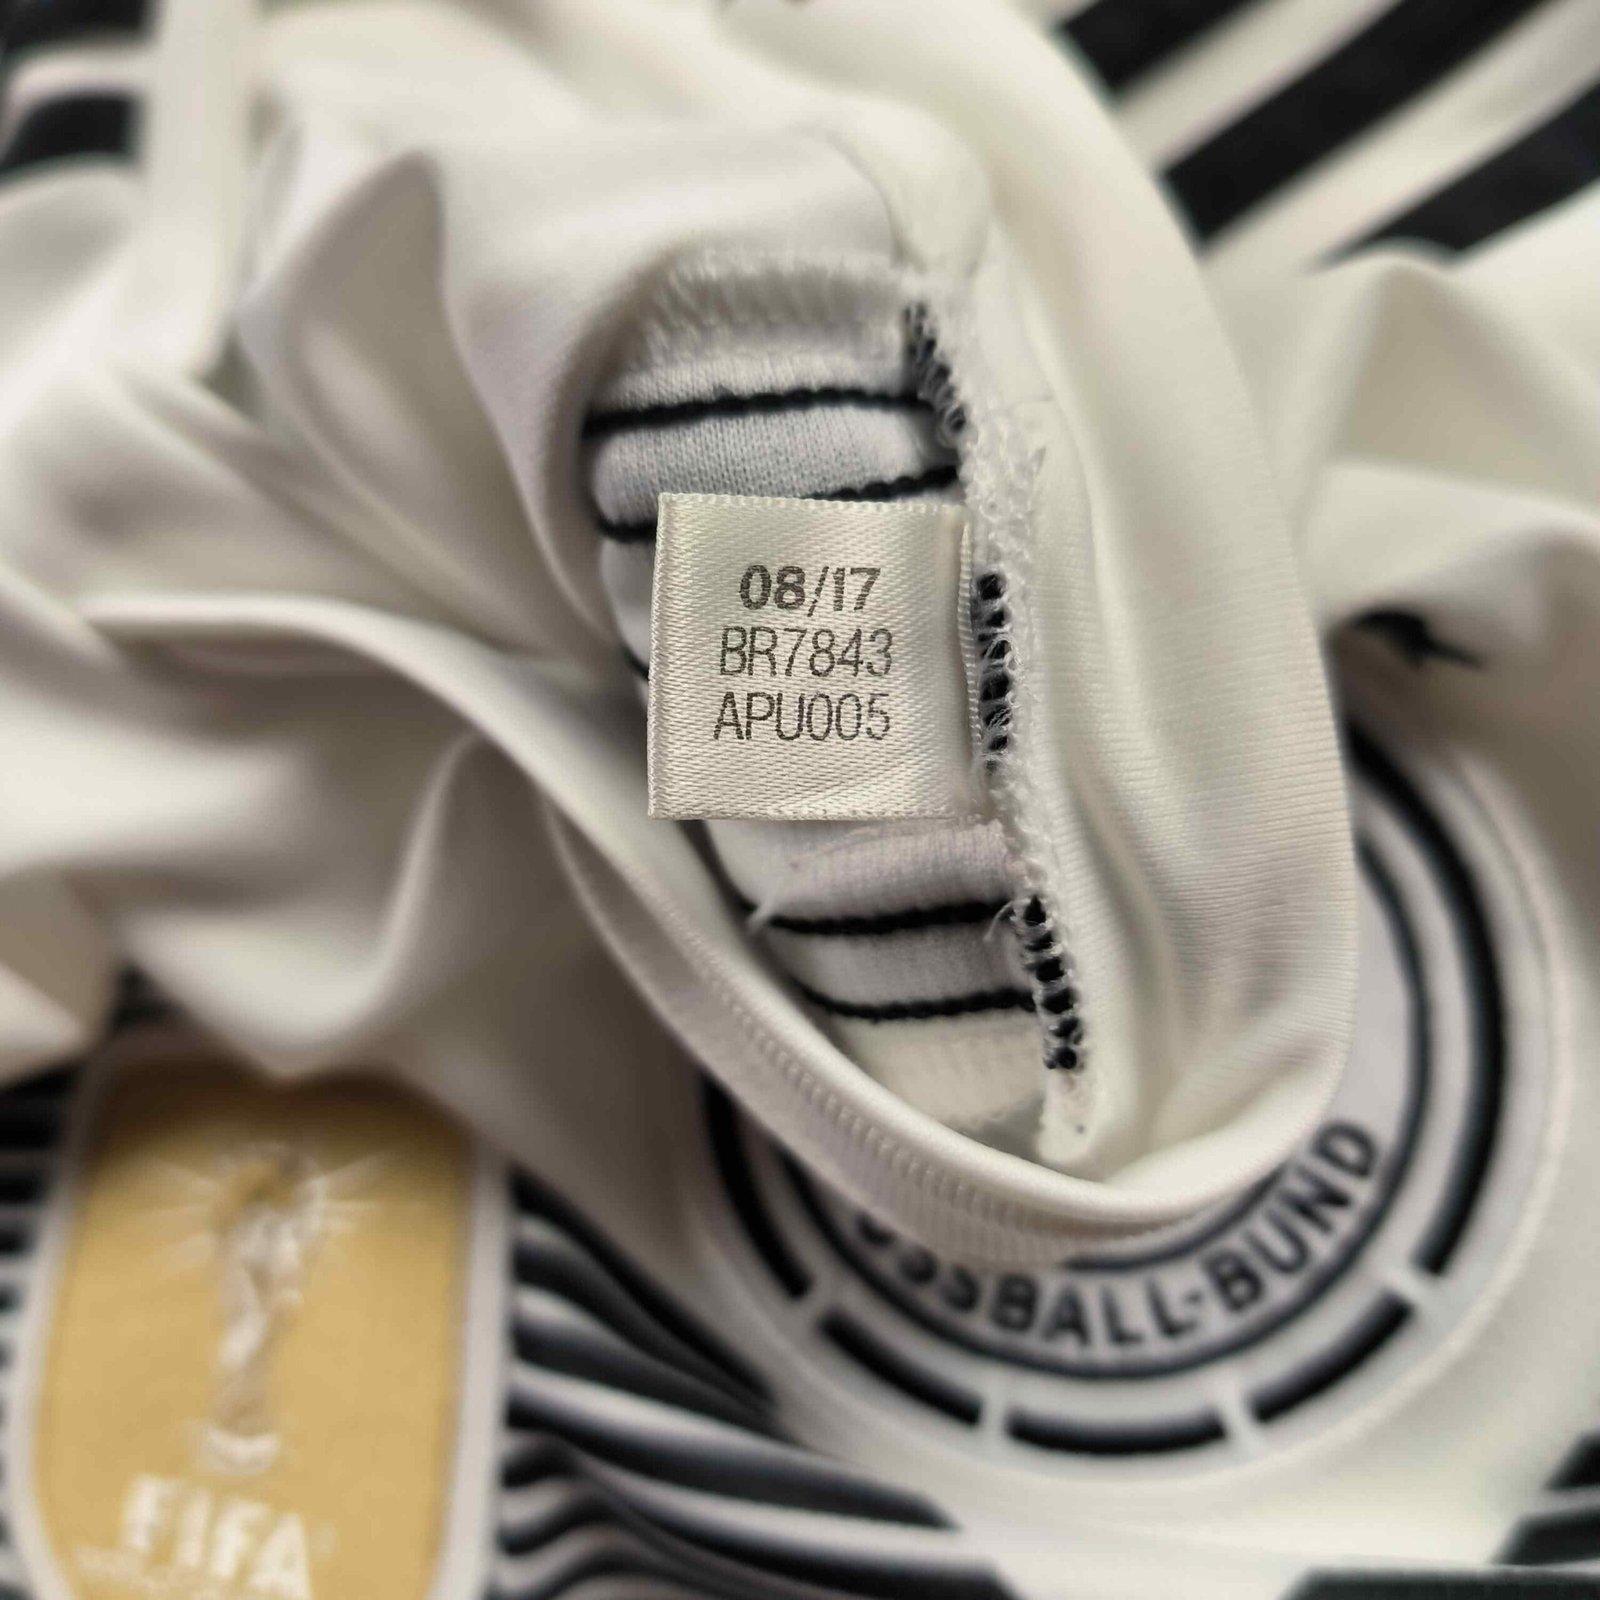 08/17
BR7843
APU005
SSBALL-BUND
FIFA